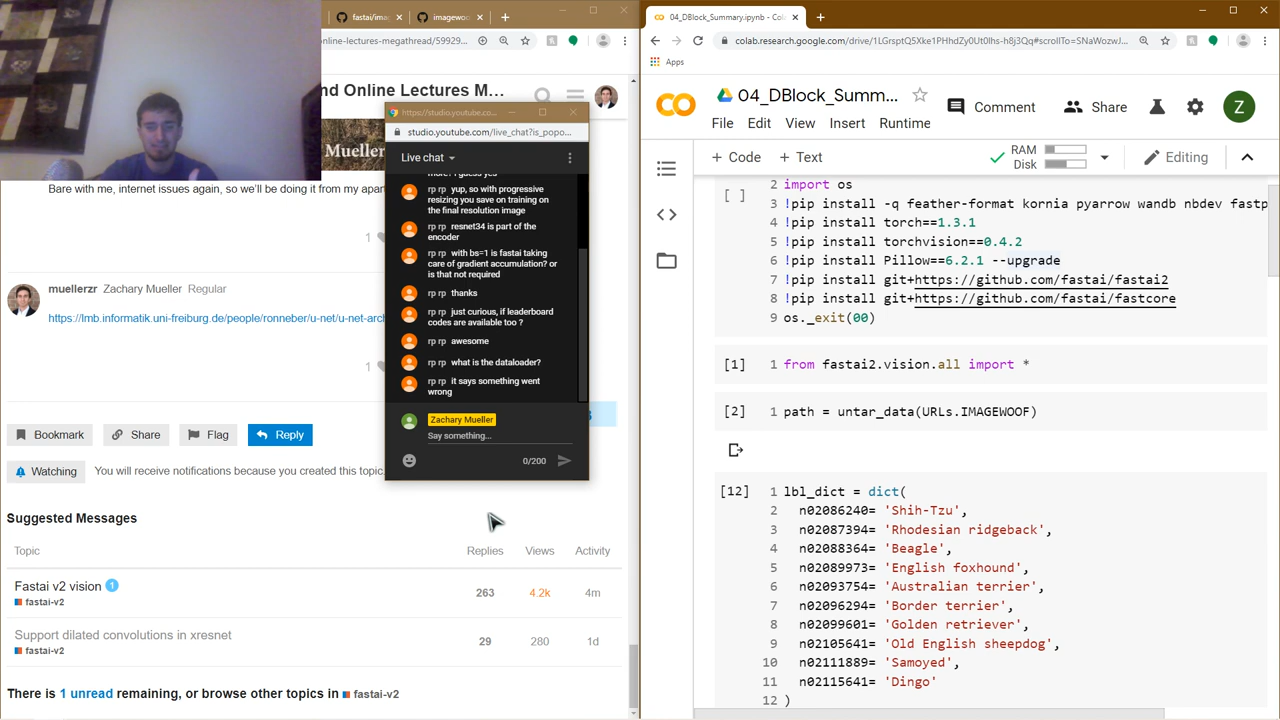 fastai/ima
imagewoo
nline-lectures-megathread/59929
nd Online Lectures M...
Mueller
Bare with me, internet issues again, so we'll be doing it from my apar
1
muellerzr Zachary Mueller Regular
https://lmb.informatik.uni-freiburg.de/people/ronneber/u-net/u-net-arch
1
Bookmark Share Flag Reply
Watching You will receive notifications because you created this topic.
Suggested Messages
Topic Replies Views Activity
Fastai v2 vision 1 263 4.2k 4m
fastai-v2
Support dilated convolutions in xresnet 29 280 1d
fastai-v2
There is 1 unread remaining, or browse other topics in fastai-v2
https://studio.youtube.co...
studio.youtube.com/live_chat?is_popo...
Live chat
more? I guess yes
rp rp yup, so with progressive
resizing you save on training on
the final resolution image
rp rp resnet34 is part of the
encoder
rp rp with bs=1 is fastai taking
care of gradient accumulation? or
is that not required
rp rp thanks
rp rp just curious, if leaderboard
codes are available too ?
rp rp awesome
rp rp what is the dataloader?
rp rp it says something went
wrong
Zachary Mueller
Say something...
0/200
04_DBlock_Summary.ipynb - Col
colab.research.google.com/drive/1LGrsptQ5Xke1PHhdZy0Ut0lhs-h8j3Qq#scrollTo=SNaWozwJ...
Apps
04_DBlock_Summ... Comment Share Z
File Edit View Insert Runtime
+ Code + Text RAM Disk Editing
[ ] 2 import os
3 !pip install -q feather-format kornia pyarrow wandb nbdev fastp
4 !pip install torch==1.3.1
5 !pip install torchvision==0.4.2
6 !pip install Pillow==6.2.1 --upgrade
7 !pip install git+https://github.com/fastai/fastai2
8 !pip install git+https://github.com/fastai/fastcore
9 os._exit(00)
[1] 1 from fastai2.vision.all import *
[2] 1 path = untar_data(URLs.IMAGEWOOF)
[12] 1 lbl_dict = dict(
2 n02086240= 'Shih-Tzu',
3 n02087394= 'Rhodesian ridgeback',
4 n02088364= 'Beagle',
5 n02089973= 'English foxhound',
6 n02093754= 'Australian terrier',
7 n02096294= 'Border terrier',
8 n02099601= 'Golden retriever',
9 n02105641= 'Old English sheepdog',
10 n02111889= 'Samoyed',
11 n02115641= 'Dingo'
12 )